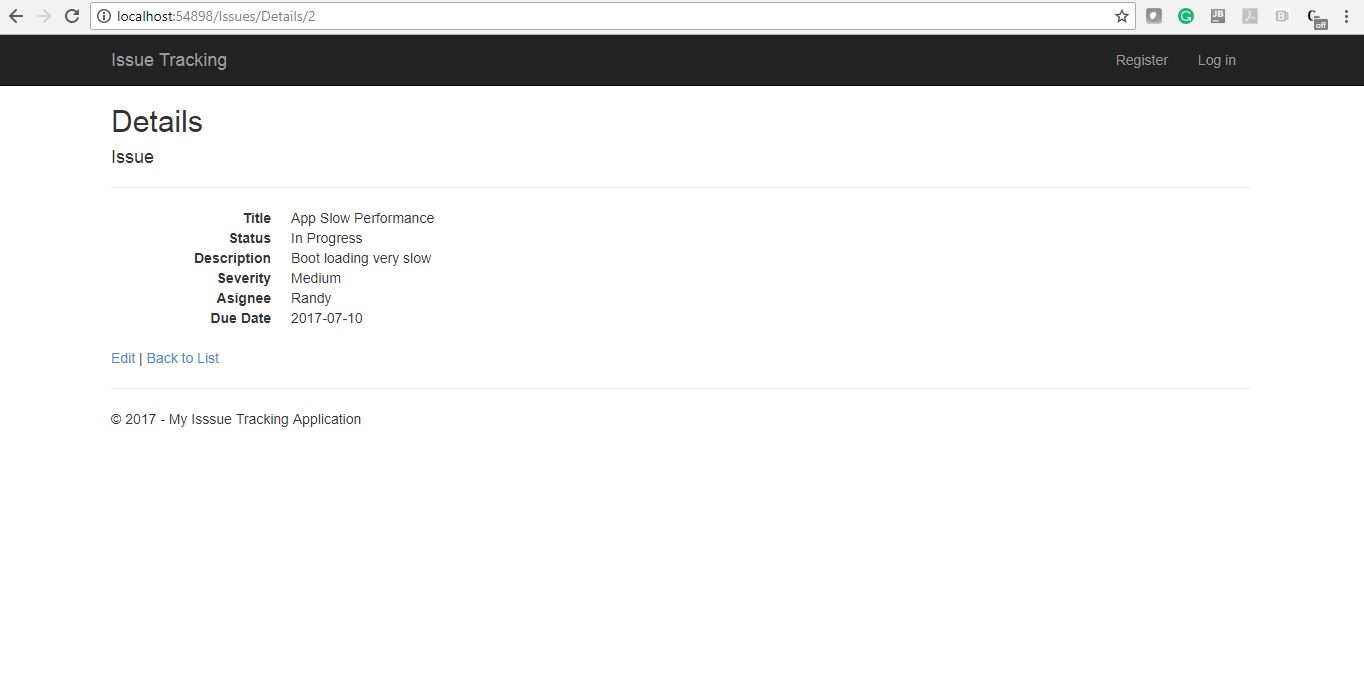 localhost:54898/Issues/Details/2
JB
B
off
Issue Tracking Register Log in
Details
Issue
Title App Slow Performance
Status In Progress
Description Boot loading very slow
Severity Medium
Asignee Randy
Due Date 2017-07-10
Edit | Back to List
© 2017 - My Isssue Tracking Application